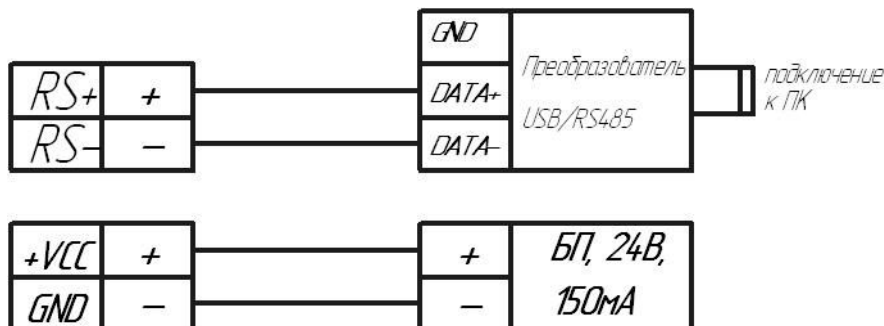 GND
RS+ + DATA+
RS- - DATA-
Преобразователь
USB/RS485
подключение
к ПК
+VCC + + БП, 24В,
GND - - 150мА